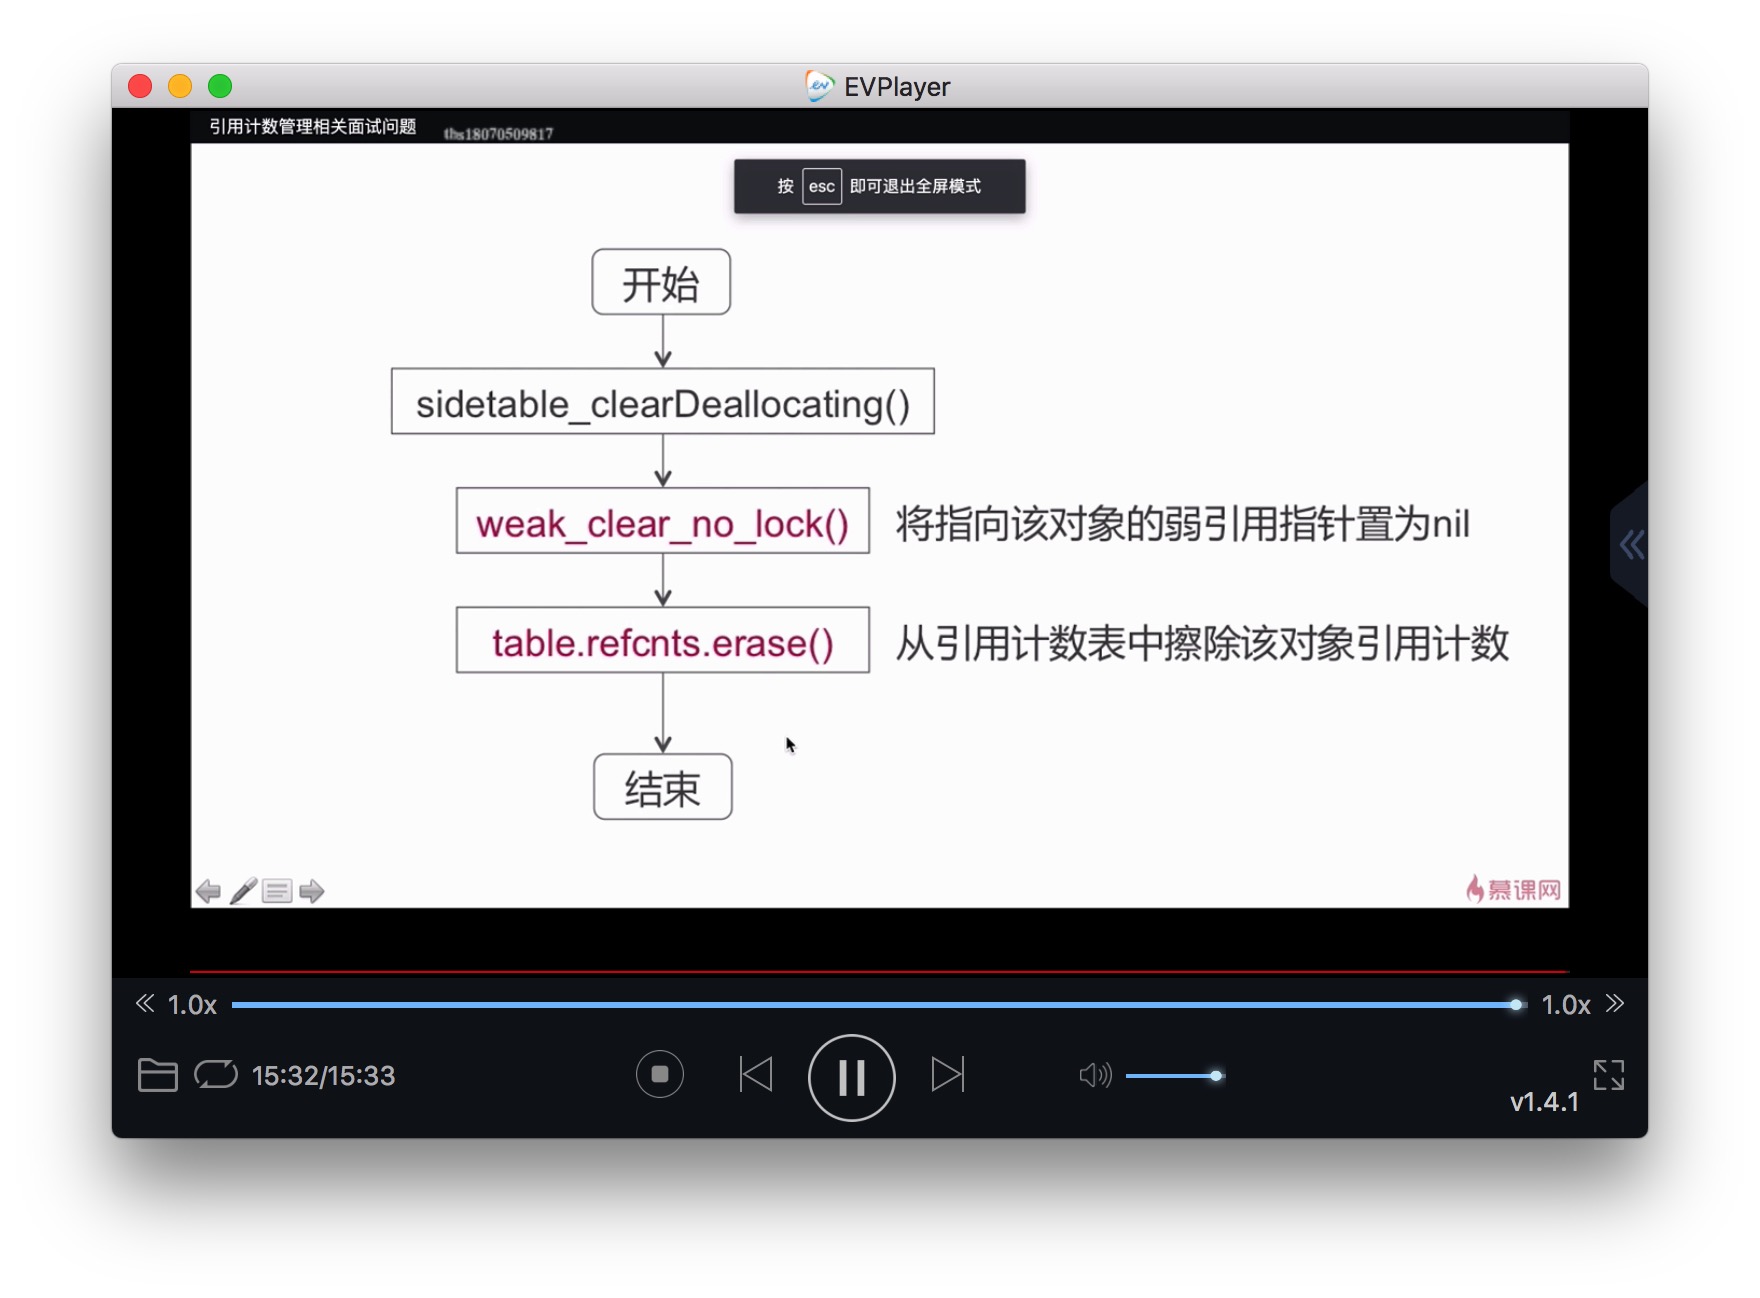 EVPlayer
引用计数管理相关面试问题
ths18070509817
按 esc 即可退出全屏模式
开始
sidetable_clearDeallocating()
weak_clear_no_lock() 将指向该对象的弱引用指针置为nil
table.refcnts.erase() 从引用计数表中擦除该对象引用计数
结束
慕课网
1.0x
1.0x
15:32/15:33
v1.4.1